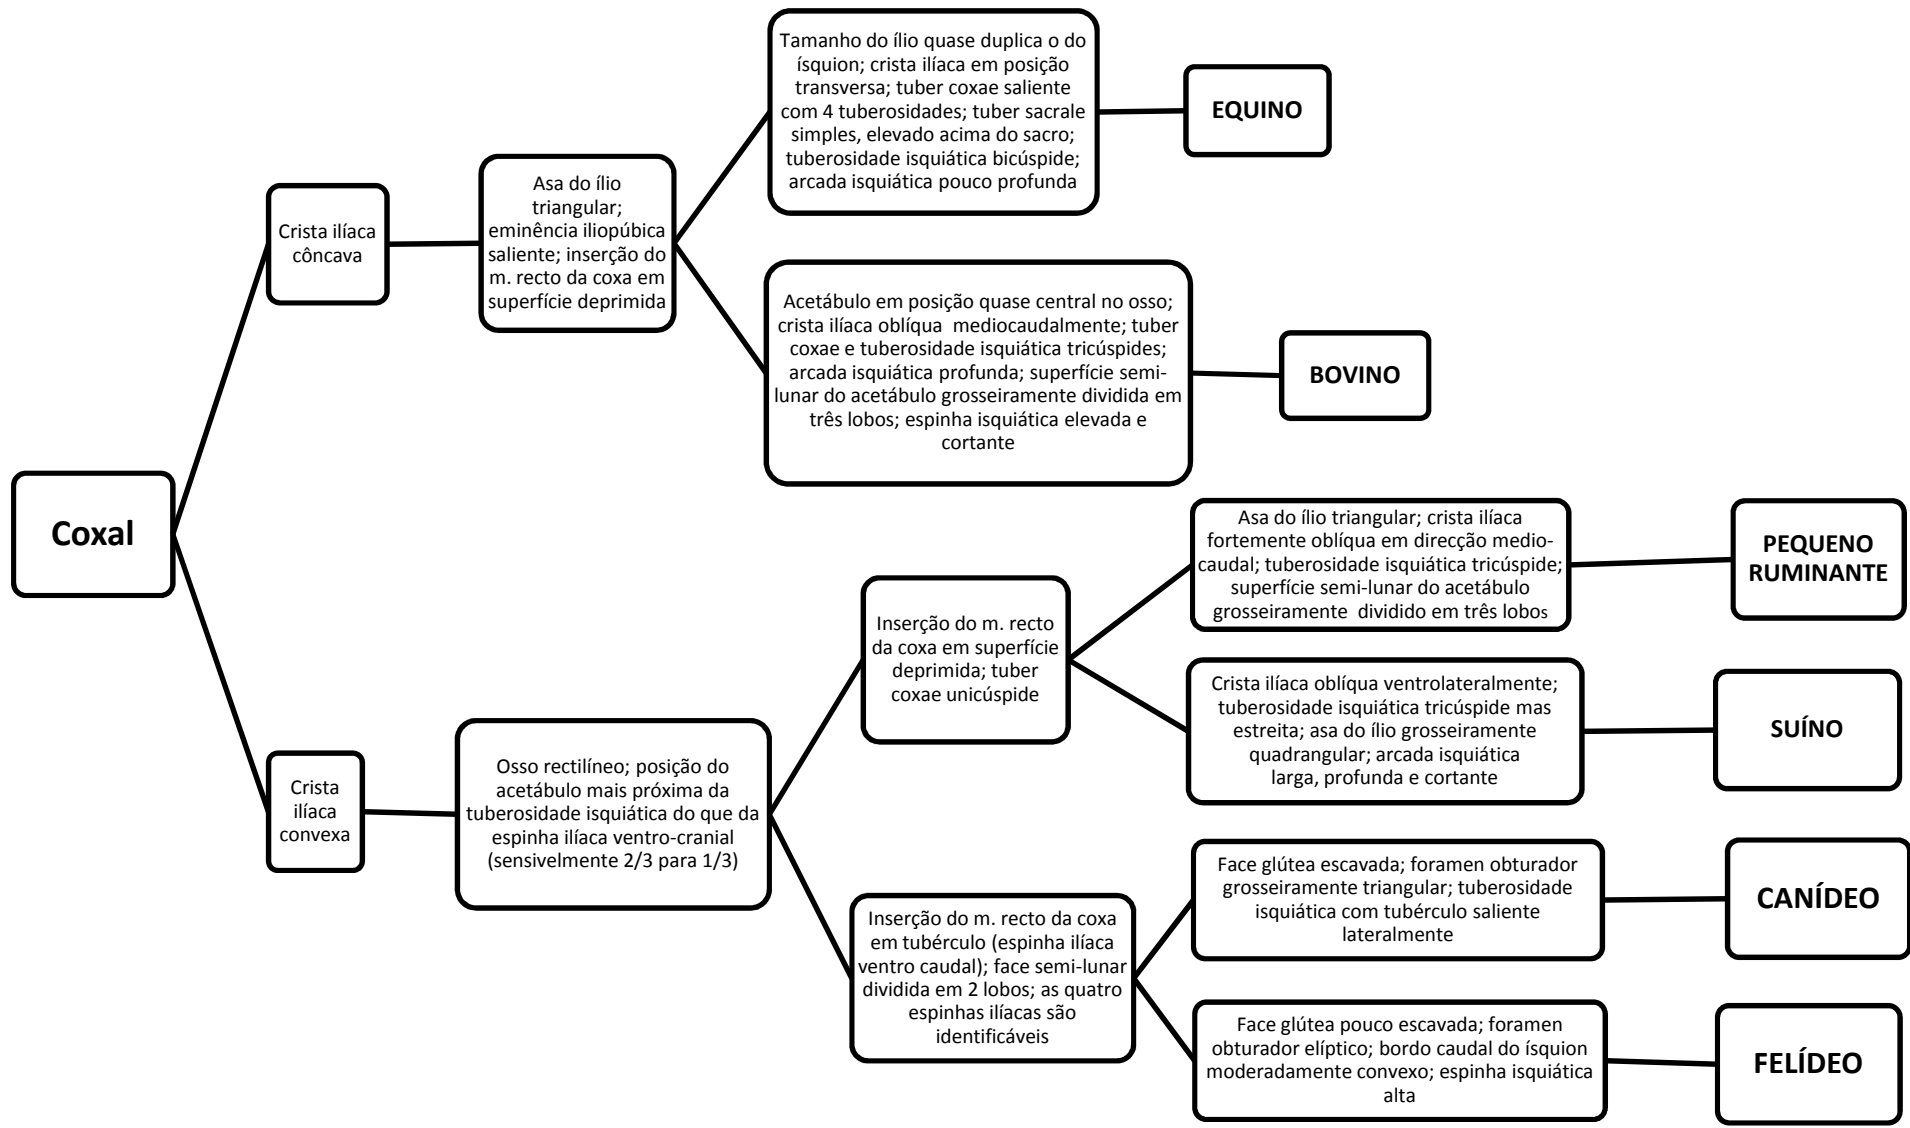 Coxal
Crista ilíaca
côncava
Asa do ílio
triangular;
eminência iliopúbica
saliente; inserção do
m. recto da coxa em
superfície deprimida
Tamanho do ílio quase duplica o do
ísquion; crista ilíaca em posição
transversa; tuber coxae saliente
com 4 tuberosidades; tuber sacrale
simples, elevado acima do sacro;
tuberosidade isquiática bicúspide;
arcada isquiática pouco profunda
EQUINO
Acetábulo em posição quase central no osso;
crista ilíaca oblíqua mediocaudalmente; tuber
coxae e tuberosidade isquiática tricúspides;
arcada isquiática profunda; superfície semi-
lunar do acetábulo grosseiramente dividida em
três lobos; espinha isquiática elevada e
cortante
BOVINO
Crista
ilíaca
convexa
Osso rectilíneo; posição do
acetábulo mais próxima da
tuberosidade isquiática do que da
espinha ilíaca ventro-cranial
(sensivelmente 2/3 para 1/3)
Inserção do m. recto
da coxa em superfície
deprimida; tuber
coxae unicúspide
Asa do ílio triangular; crista ilíaca
fortemente oblíqua em direcção medio-
caudal; tuberosidade isquiática tricúspide;
superfície semi-lunar do acetábulo
grosseiramente dividido em três lobos
PEQUENO
RUMINANTE
Crista ilíaca oblíqua ventrolateralmente;
tuberosidade isquiática tricúspide mas
estreita; asa do ílio grosseiramente
quadrangular; arcada isquiática
larga, profunda e cortante
SUÍNO
Inserção do m. recto da coxa
em tubérculo (espinha ilíaca
ventro caudal); face semi-lunar
dividida em 2 lobos; as quatro
espinhas ilíacas são
identificáveis
Face glútea escavada; foramen obturador
grosseiramente triangular; tuberosidade
isquiática com tubérculo saliente
lateralmente
CANÍDEO
Face glútea pouco escavada; foramen
obturador elíptico; bordo caudal do ísquion
moderadamente convexo; espinha isquiática
alta
FELÍDEO